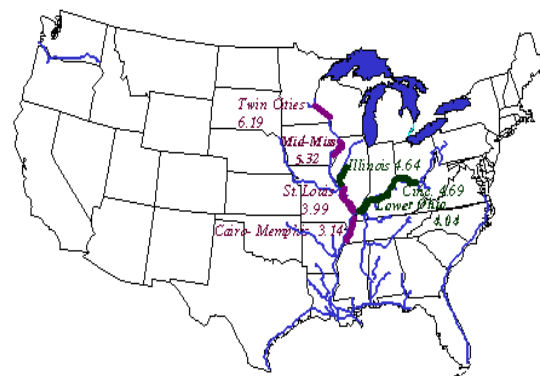 Twin Cities
6.19
Mid-Miss
5.32
Illinois 4.64
St. Louis
3.99
Cinc. 4.69
Lower Ohio
4.04
Cairo- Memphis 3.14